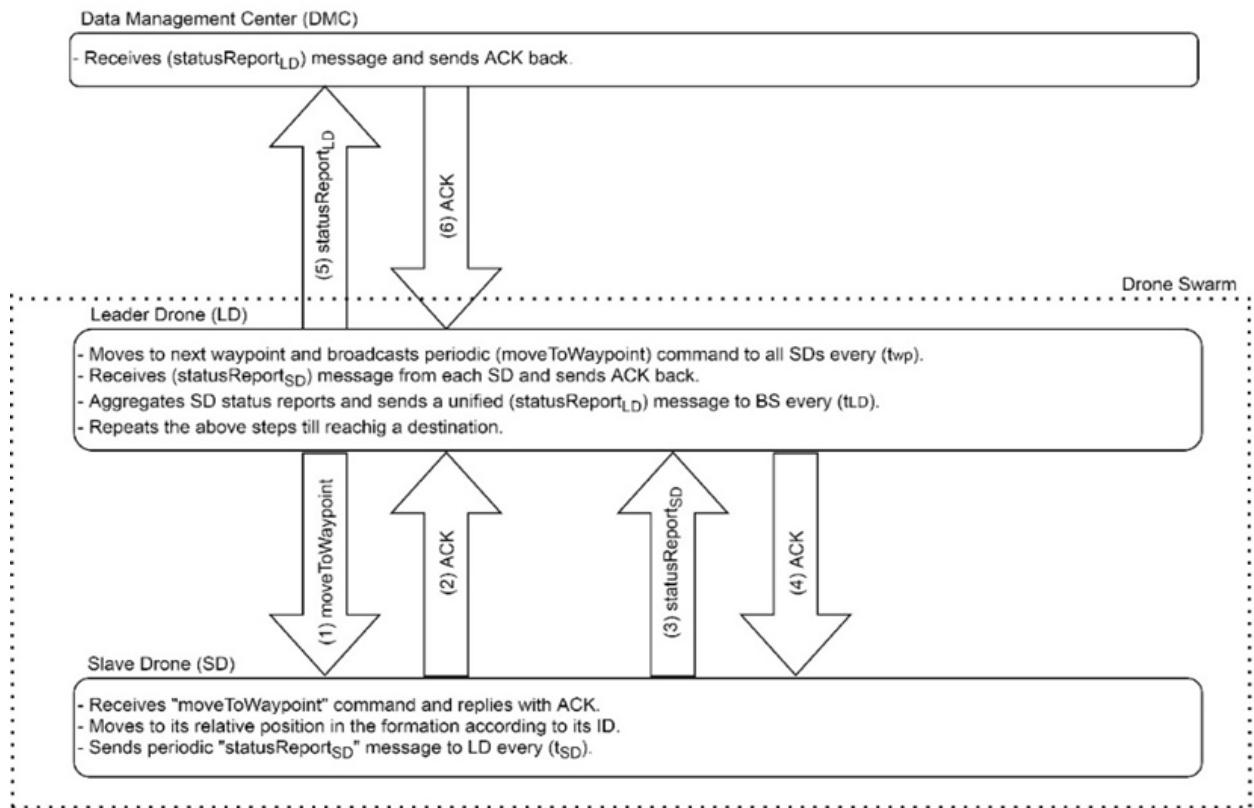 Data Management Center (DMC)
- Receives (statusReportLD) message and sends ACK back.
(5) statusReportLD
(6) ACK
Drone Swarm
Leader Drone (LD)
- Moves to next waypoint and broadcasts periodic (moveToWaypoint) command to all SDs every (twp).
- Receives (statusReportSD) message from each SD and sends ACK back.
- Aggregates SD status reports and sends a unified (statusReportLD) message to BS every (tLD).
- Repeats the above steps till reachig a destination.
(1) moveToWaypoint
(2) ACK
(3) statusReportSD
(4) ACK
Slave Drone (SD)
- Receives "moveToWaypoint" command and replies with ACK.
- Moves to its relative position in the formation according to its ID.
- Sends periodic "statusReportSD" message to LD every (tSD).